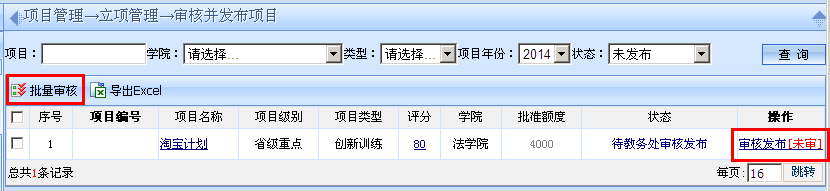 项目管理→立项管理→审核并发布项目
项目： 学院： 请选择... 类型： 请选择... 项目年份： 2014 状态： 未发布 查 询
批量审核 导出Excel
序号 项目编号 项目名称 项目级别 项目类型 评分 学院 批准额度 状态 操作
1 淘宝计划 省级重点 创新训练 80 法学院 4000 待教务处审核发布 审核发布[未审]
总共1条记录 每页: 16 跳转